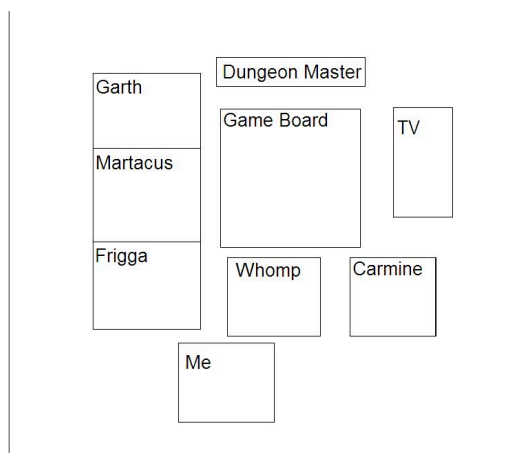 Dungeon Master
Garth
Game Board
TV
Martacus
Frigga
Whomp
Carmine
Me